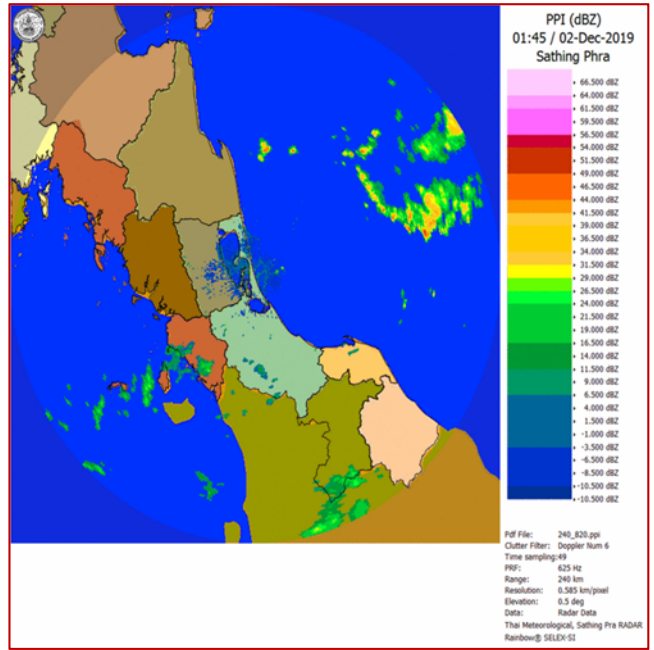 PPI (dBZ)
01:45 / 02-Dec-2019
Sathing Phra
66.500 dBZ
64.000 dBZ
61.500 dBZ
59.500 dBZ
56.500 dBZ
54.000 dBZ
51.500 dBZ
49.000 dBZ
46.500 dBZ
44.000 dBZ
41.500 dBZ
39.000 dBZ
36.500 dBZ
34.000 dBZ
31.500 dBZ
29.000 dBZ
26.500 dBZ
24.000 dBZ
21.500 dBZ
19.000 dBZ
16.500 dBZ
14.000 dBZ
11.500 dBZ
9.000 dBZ
6.500 dBZ
4.000 dBZ
1.500 dBZ
-1.000 dBZ
-3.500 dBZ
-6.500 dBZ
-8.500 dBZ
-10.500 dBZ
-10.500 dBZ
Pdf File: 240_820.ppi
Clutter Filter: Doppler Num 6
Time sampling:49
PRF: 625 Hz
Range: 240 km
Resolution: 0.585 km/pixel
Elevation: 0.5 deg
Data: Radar Data
Thai Meteorological, Sathing Pra RADAR
Rainbow® SELEX-SI